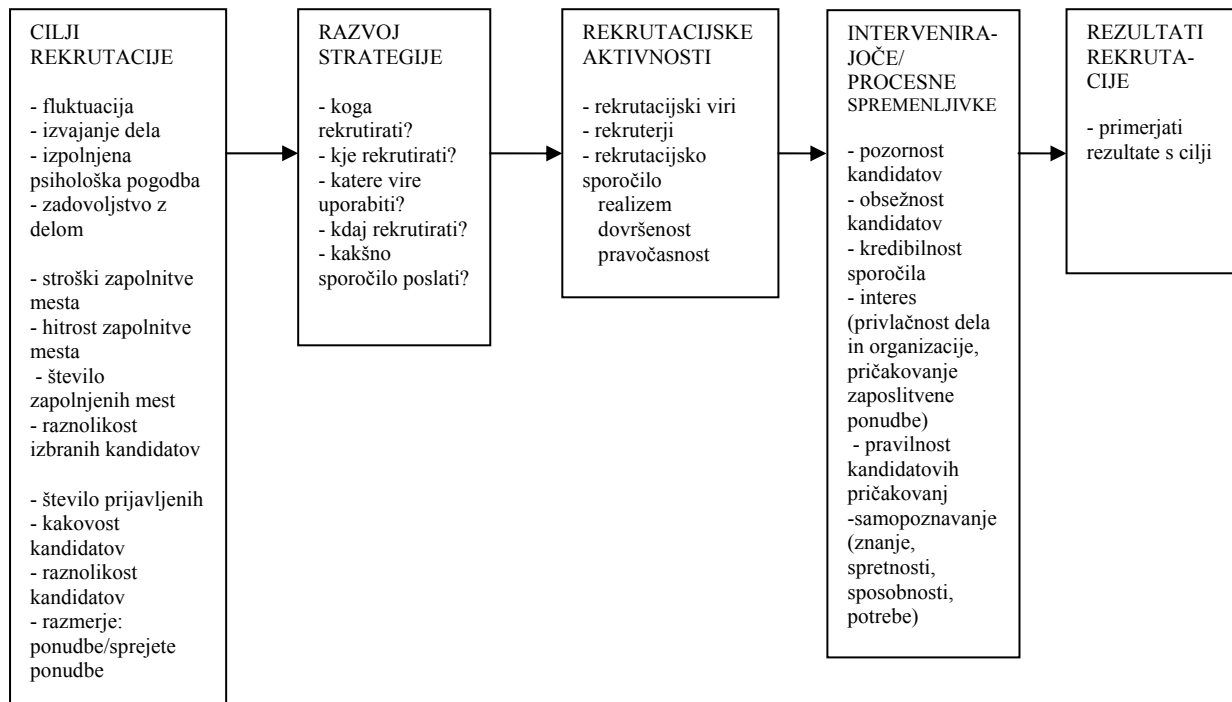 CILJI
REKRUTACIJE
- fluktuacija
- izvajanje dela
- izpolnjena
psihološka pogodba
- zadovoljstvo z
delom
- stroški zapolnitve
mesta
- hitrost zapolnitve
mesta
- število
zapolnjenih mest
- raznolikost
izbranih kandidatov
- število prijavljenih
- kakovost
kandidatov
- raznolikost
kandidatov
- razmerje:
ponudbe/sprejete
ponudbe
RAZVOJ
STRATEGIJE
- koga
rekrutirati?
- kje rekrutirati?
- katere vire
uporabiti?
- kdaj rekrutirati?
- kakšno
sporočilo poslati?
REKRUTACIJSKE
AKTIVNOSTI
- rekrutacijski viri
- rekruterji
- rekrutacijsko
sporočilo
realizem
dovršenost
pravočasnost
INTERVENIRA-
JOČE/
PROCESNE
SPREMENLJIVKE
- pozornost
kandidatov
- obsežnost
kandidatov
- kredibilnost
sporočila
- interes
(privlačnost dela
in organizacije,
pričakovanje
zaposlitvene
ponudbe)
- pravilnost
kandidatovih
pričakovanj
-samopoznavanje
(znanje,
spretnosti,
sposobnosti,
potrebe)
REZULTATI
REKRUTA-
CIJE
- primerjati
rezultate s cilji